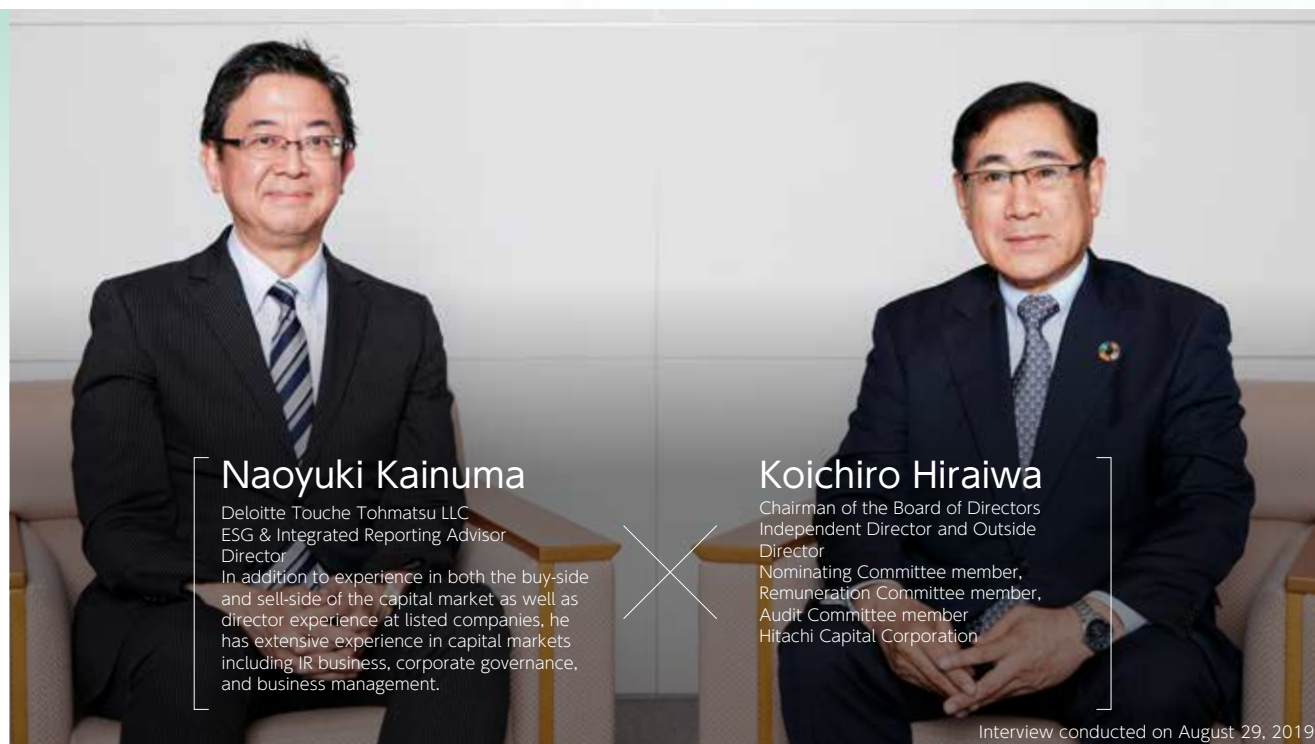 Naoyuki Kainuma
Deloitte Touche Tohmatsu LLC
ESG & Integrated Reporting Advisor
Director
In addition to experience in both the buy-side
and sell-side of the capital market as well as
director experience at listed companies, he
has extensive experience in capital markets
including IR business, corporate governance,
and business management.
Koichiro Hiraiwa
Chairman of the Board of Directors
Independent Director and Outside
Director
Nominating Committee member,
Remuneration Committee member,
Audit Committee member
Hitachi Capital Corporation
Interview conducted on August 29, 2019